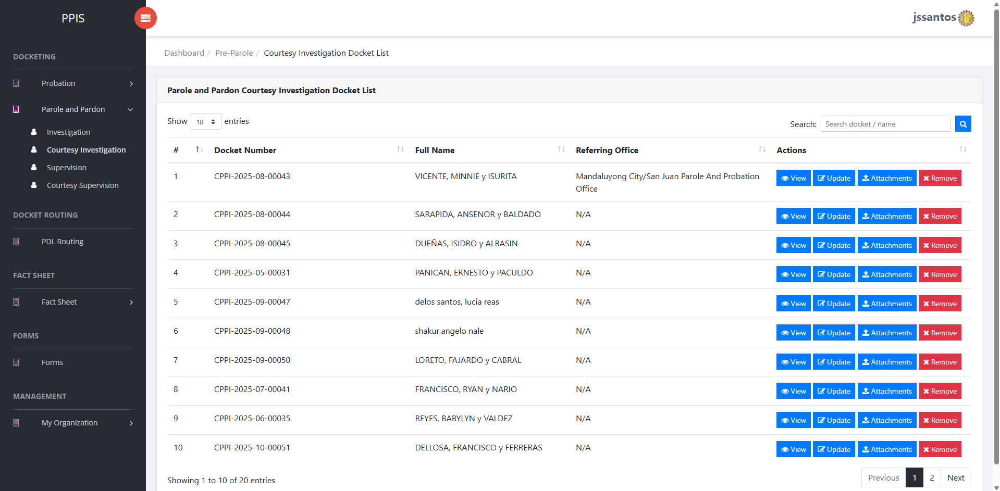 PPIS
jssantos
DOCKETING
Probation
Parole and Pardon
Investigation
Courtesy Investigation
Supervision
Courtesy Supervision
DOCKET ROUTING
PDL Routing
FACT SHEET
Fact Sheet
FORMS
Forms
MANAGEMENT
My Organization
Dashboard / Pre-Parole / Courtesy Investigation Docket List
Parole and Pardon Courtesy Investigation Docket List
Show 10 entries
Search: Search docket / name
# Docket Number Full Name Referring Office Actions
1 CPPI-2025-08-00043 VICENTE, MINNIE y ISURITA Mandaluyong City/San Juan Parole And Probation View Update Attachments Remove
Office
2 CPPI-2025-08-00044 SARAPIDA, ANSENOR y BALDADO N/A View Update Attachments Remove
3 CPPI-2025-08-00045 DUEÑAS, ISIDRO y ALBASIN N/A View Update Attachments Remove
4 CPPI-2025-05-00031 PANICAN, ERNESTO y PACULDO N/A View Update Attachments Remove
5 CPPI-2025-09-00047 delos santos, lucia reas N/A View Update Attachments Remove
6 CPPI-2025-09-00048 shakur,angelo nale N/A View Update Attachments Remove
7 CPPI-2025-09-00050 LORETO, FAJARDO y CABRAL N/A View Update Attachments Remove
8 CPPI-2025-07-00041 FRANCISCO, RYAN y NARIO N/A View Update Attachments Remove
9 CPPI-2025-06-00035 REYES, BABYLYN y VALDEZ N/A View Update Attachments Remove
10 CPPI-2025-10-00051 DELLOSA, FRANCISCO y FERRERAS N/A View Update Attachments Remove
Showing 1 to 10 of 20 entries
Previous 1 2 Next